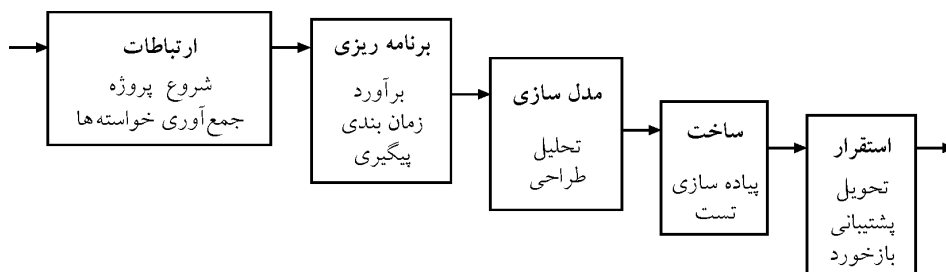 ارتباطات
شروع پروژه
جمع‌آوری خواسته‌ها
برنامه ریزی
برآورد
زمان بندی
پیگیری
مدل سازی
تحلیل
طراحی
ساخت
پیاده سازی
تست
استقرار
تحویل
پشتیبانی
بازخورد